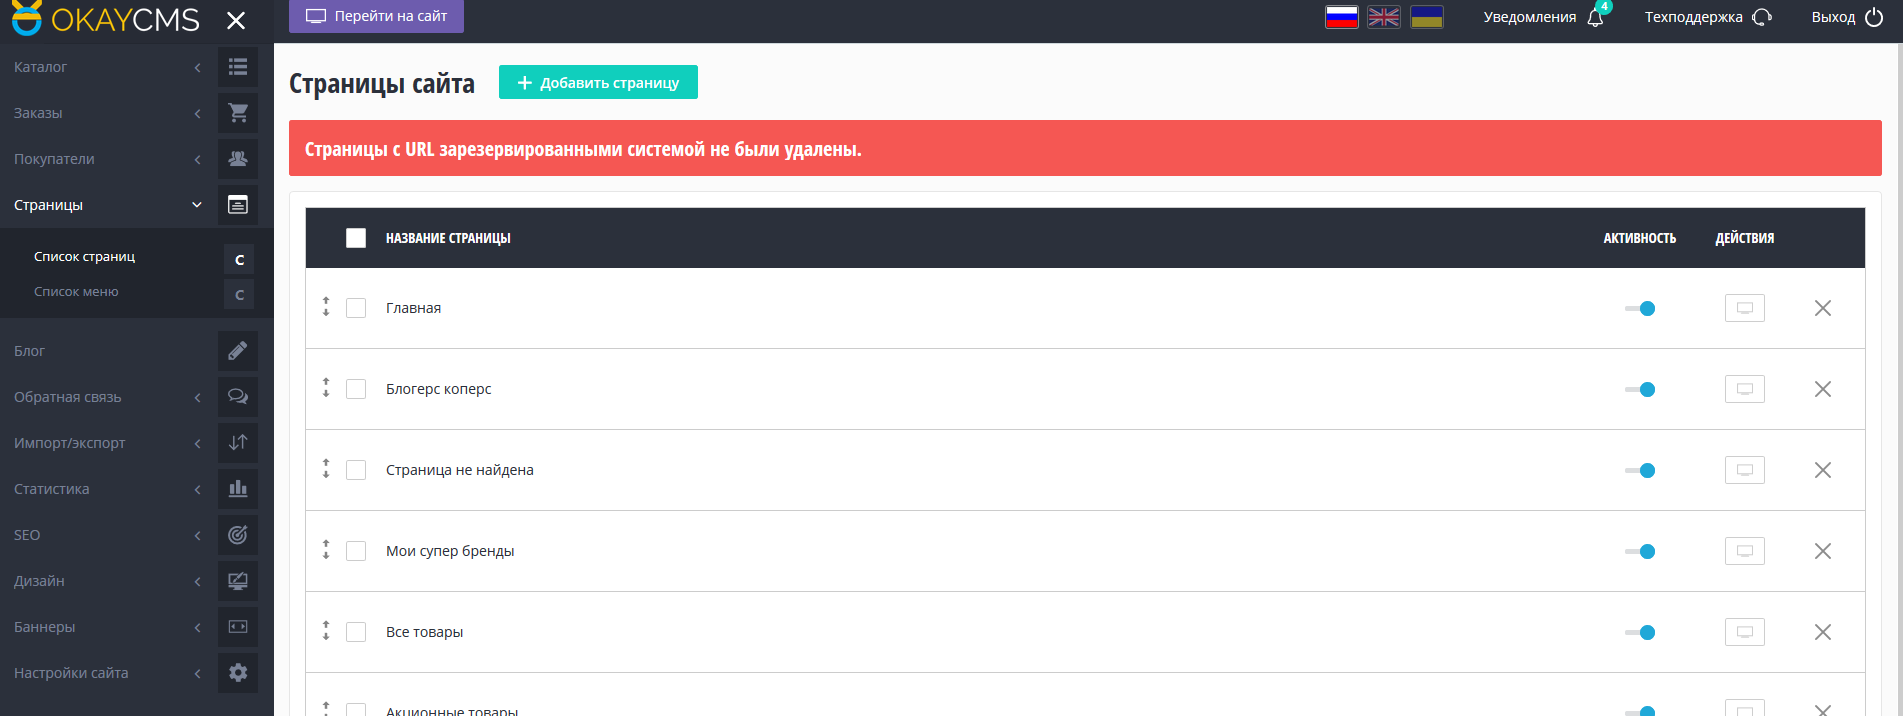 OKAYCMS
Перейти на сайт
Уведомления
4
Техподдержка
Выход
Каталог
Заказы
Покупатели
Страницы
Список страниц
С
Список меню
С
Блог
Обратная связь
Импорт/экспорт
Статистика
SEO
Дизайн
Баннеры
Настройки сайта
Страницы сайта
Добавить страницу
Страницы с URL зарезервированными системой не были удалены.
НАЗВАНИЕ СТРАНИЦЫ
АКТИВНОСТЬ
ДЕЙСТВИЯ
Главная
Блогерс коперс
Страница не найдена
Мои супер бренды
Все товары
Акционные товары